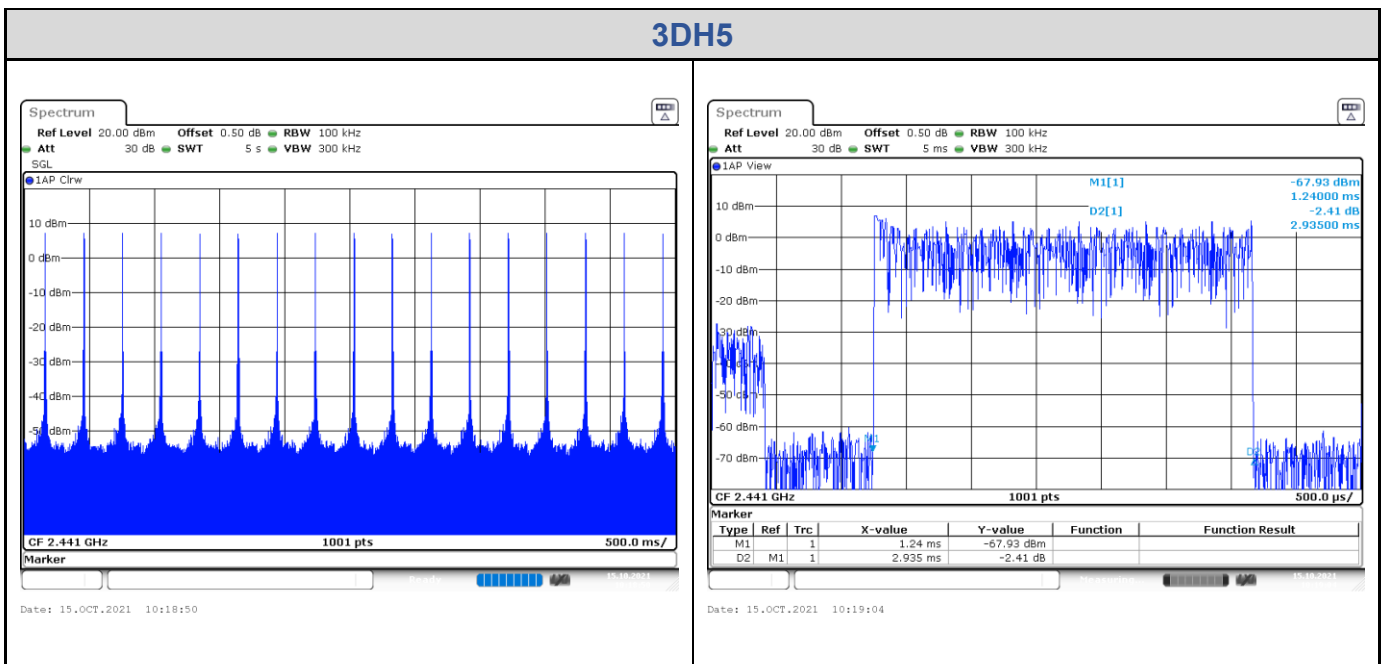 3DH5
Spectrum
Ref Level 20.00 dBm Offset 0.50 dB RBW 100 kHz
Att 30 dB SWT 5 s VBW 300 kHz
SGL
1AP Clrw
10 dBm
0 dBm
-10 dBm
-20 dBm
-30 dBm
-40 dBm
-50 dBm
CF 2.441 GHz 1001 pts 500.0 ms/
Marker
Ready 15.10.2021
Date: 15.OCT.2021 10:18:50
Spectrum
Ref Level 20.00 dBm Offset 0.50 dB RBW 100 kHz
Att 30 dB SWT 5 ms VBW 300 kHz
1AP View
M1[1] -67.93 dBm
1.24000 ms
D2[1] -2.41 dB
2.93500 ms
10 dBm
0 dBm
-10 dBm
-20 dBm
-30 dBm
-50 dBm
-60 dBm
-70 dBm
M1
D2
CF 2.441 GHz 1001 pts 500.0 µs/
Marker
Type Ref Trc X-value Y-value Function Function Result
M1 1 1.24 ms -67.93 dBm
D2 M1 1 2.935 ms -2.41 dB
Measuring 15.10.2021
Date: 15.OCT.2021 10:19:04